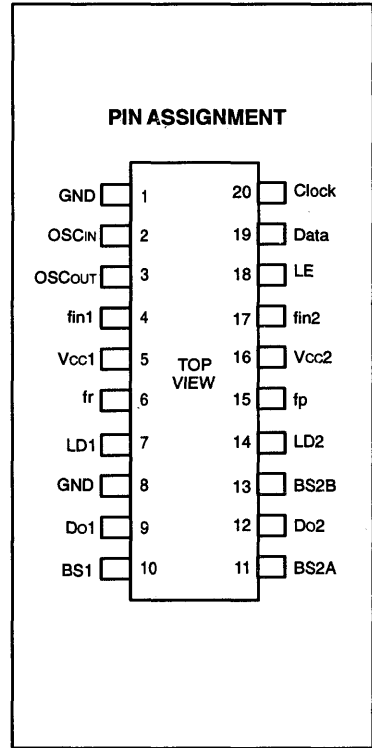 PIN ASSIGNMENT
GND 1 20 Clock
OSCIN 2 19 Data
OSCOUT 3 18 LE
fin1 4 17 fin2
Vcc1 5 16 Vcc2
TOP
VIEW
fr 6 15 fp
LD1 7 14 LD2
GND 8 13 BS2B
Do1 9 12 Do2
BS1 10 11 BS2A